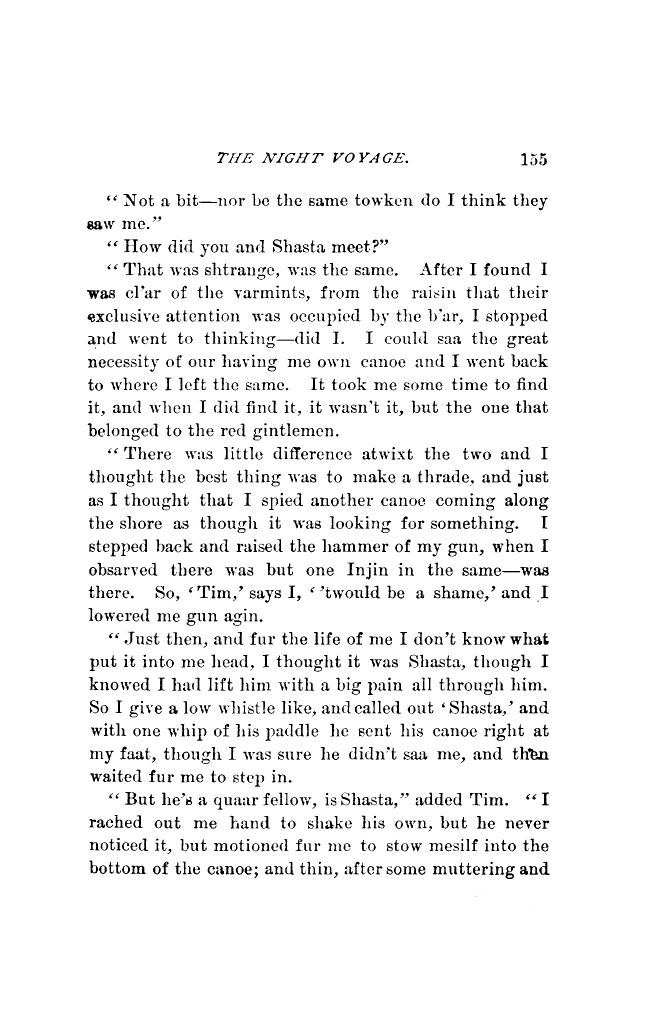 THE NIGHT VOYAGE. 155
“ Not a bit—nor be the same towken do I think they
saw me.”
“ How did you and Shasta meet?”
“ That was shtrange, was the same. After I found I
was cl’ar of the varmints, from the raisin that their
exclusive attention was occupied by the b’ar, I stopped
and went to thinking—did I. I could saa the great
necessity of our having me own canoe and I went back
to where I left the same. It took me some time to find
it, and when I did find it, it wasn’t it, but the one that
belonged to the red gintlemen.
“ There was little difference atwixt the two and I
thought the best thing was to make a thrade, and just
as I thought that I spied another canoe coming along
the shore as though it was looking for something. I
stepped back and raised the hammer of my gun, when I
obsarved there was but one Injin in the same—was
there. So, ‘Tim,’ says I, ‘ ’twould be a shame,’ and I
lowered me gun agin.
“ Just then, and fur the life of me I don’t know what
put it into me head, I thought it was Shasta, though I
knowed I had lift him with a big pain all through him.
So I give a low whistle like, and called out ‘Shasta,’ and
with one whip of his paddle he sent his canoe right at
my faat, though I was sure he didn’t saa me, and then
waited fur me to step in.
“ But he’s a quaar fellow, is Shasta,” added Tim. “ I
rached out me hand to shake his own, but he never
noticed it, but motioned fur me to stow mesilf into the
bottom of the canoe; and thin, after some muttering and